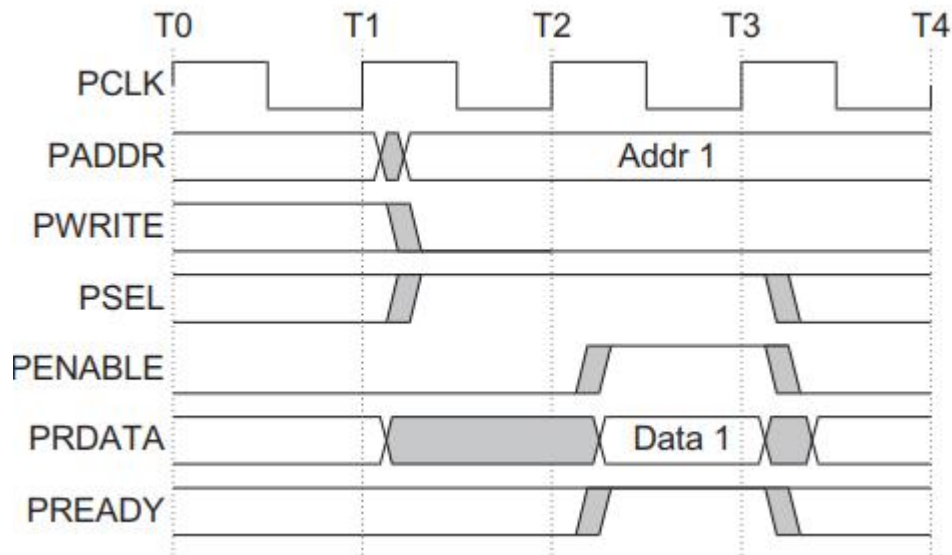 T0 T1 T2 T3 T4
PCLK
PADDR Addr 1
PWRITE
PSEL
PENABLE
PRDATA Data 1
PREADY